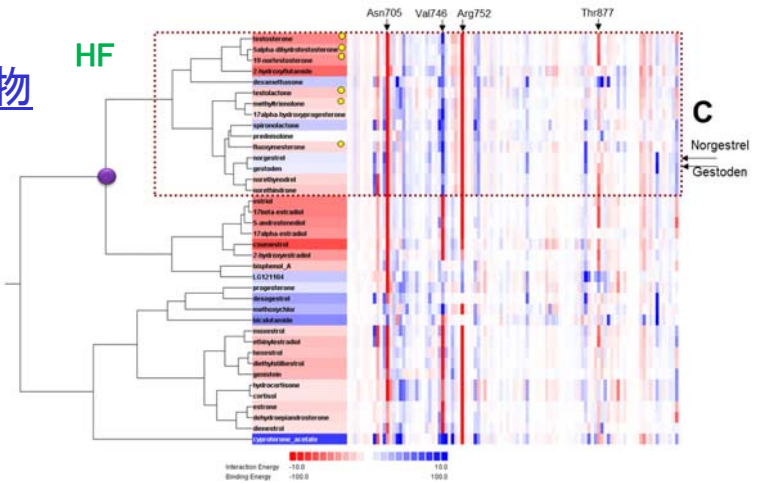 Asn705 Val746 Arg752 Thr877
HF
物
C
Norgestrel
Gestoden
testosterone
5alpha-dihydrotestosterone
19-nortestosterone
2-hydroxyflutamide
dexamethasone
testolactone
methyltrienolone
17alpha-hydroxyprogesterone
spironolactone
prednisolone
fluoxymesterone
norgestrel
gestoden
norethynodrel
norethindrone
estriol
17beta-estradiol
5-androstenediol
17alpha-estradiol
coumestrol
2-hydroxyestradiol
bisphenol_A
LG121104
progesterone
desogestrel
methoxychlor
bicalutamide
moxestrol
ethinylestradiol
hexestrol
diethylstilbestrol
genistein
hydrocortisone
cortisol
estrone
dehydroepiandrosterone
dienestrol
cyproterone_acetate
Interaction Energy -10.0 10.0
Binding Energy -100.0 100.0